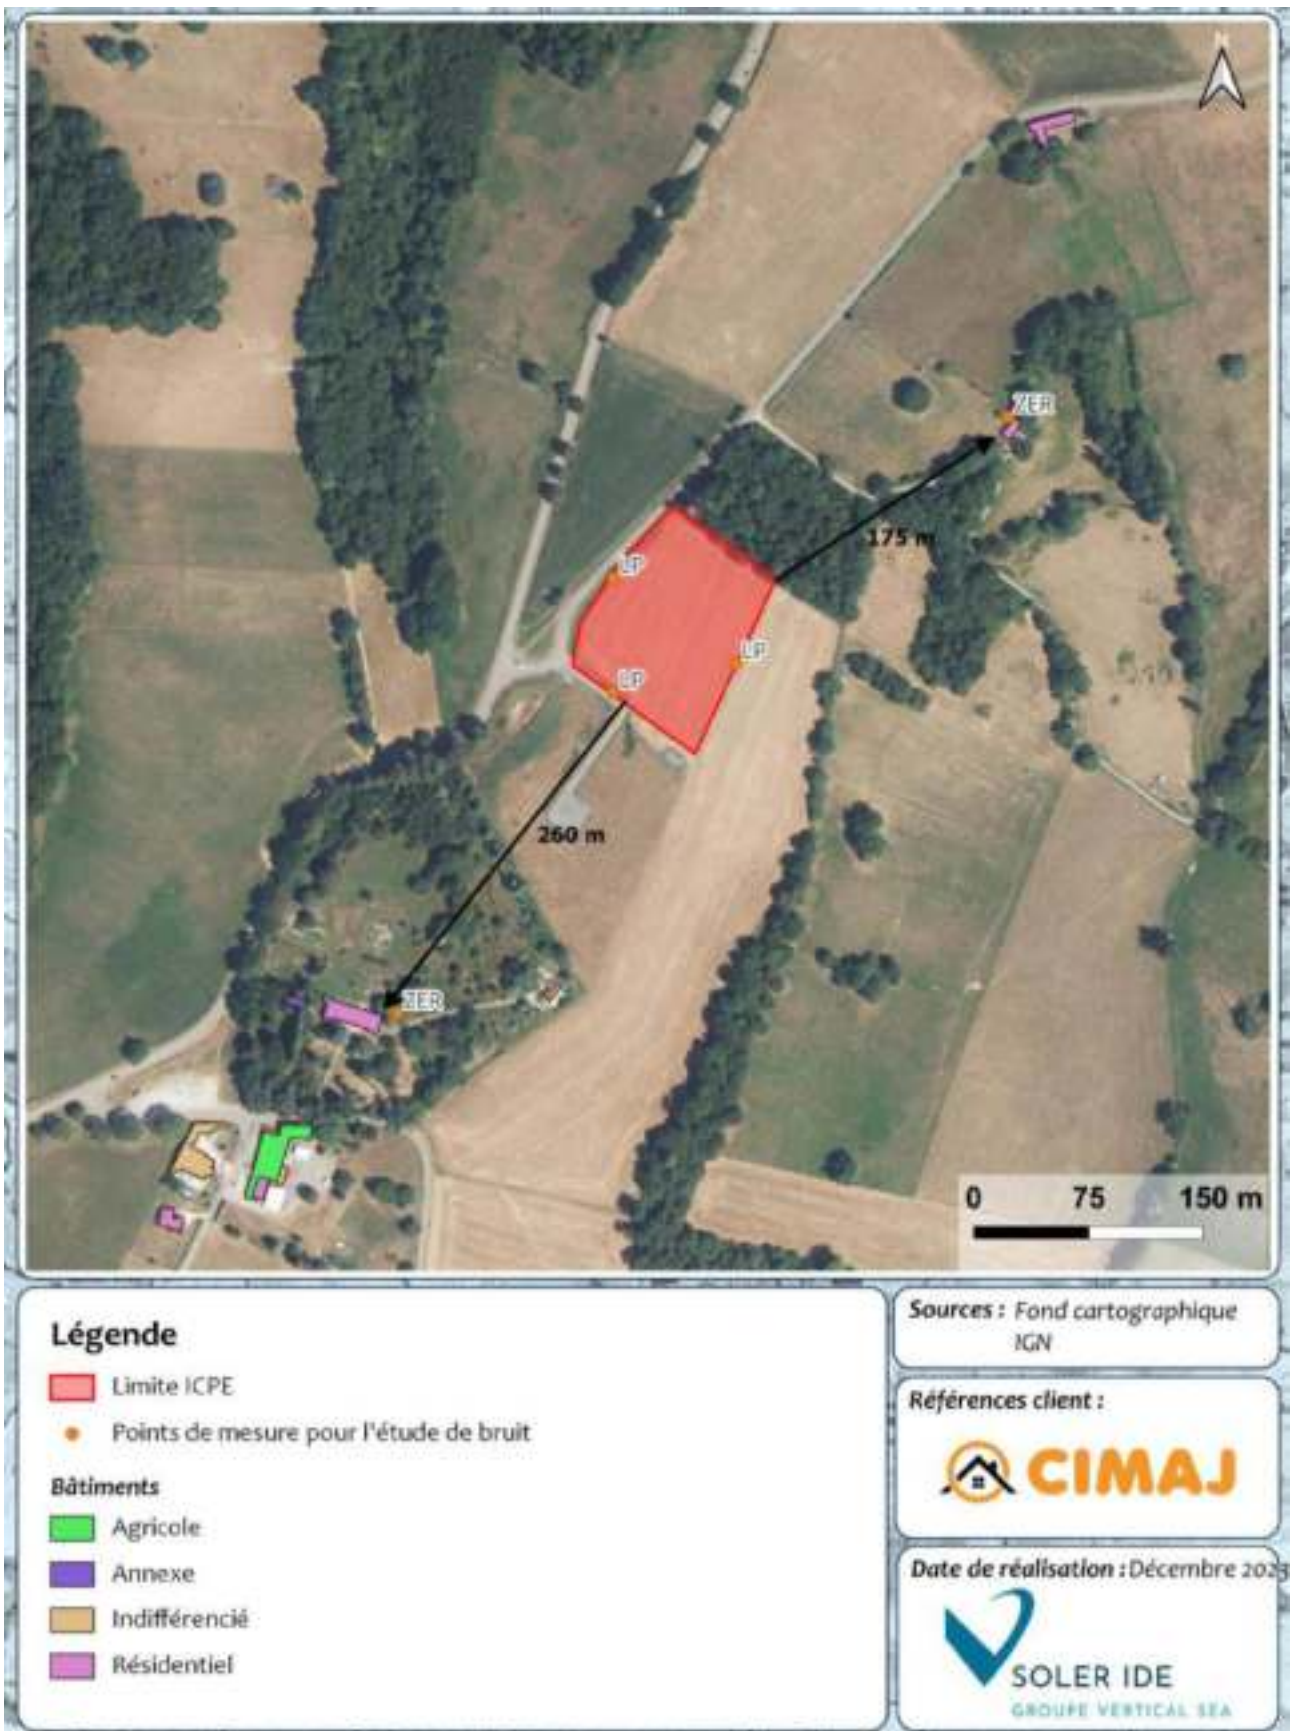 N
ZER
175 m
LP
LP
LP
260 m
ZER
0 75 150 m
Légende
Limite ICPE
Points de mesure pour l'étude de bruit
Bâtiments
Agricole
Annexe
Indifférencié
Résidentiel
Sources : Fond cartographique
IGN
Références client :
CIMAJ
Date de réalisation : Décembre 2023
SOLER IDE
GROUPE VERTICAL SEA